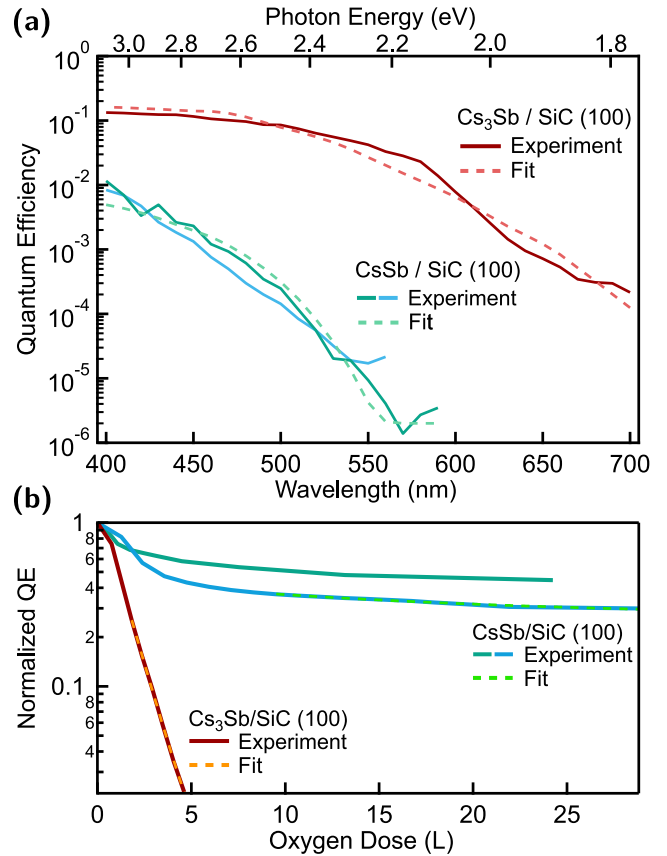 (a)
Photon Energy (eV)
3.0 2.8 2.6 2.4 2.2 2.0 1.8
10^0
10^-1
10^-2
10^-3
10^-4
10^-5
10^-6
Quantum Efficiency
Cs₃Sb / SiC (100)
Experiment
Fit
CsSb / SiC (100)
Experiment
Fit
400 450 500 550 600 650 700
Wavelength (nm)
(b)
1
8
6
4
2
0.1
8
6
4
Normalized QE
CsSb/SiC (100)
Experiment
Fit
Cs₃Sb/SiC (100)
Experiment
Fit
0 5 10 15 20 25
Oxygen Dose (L)